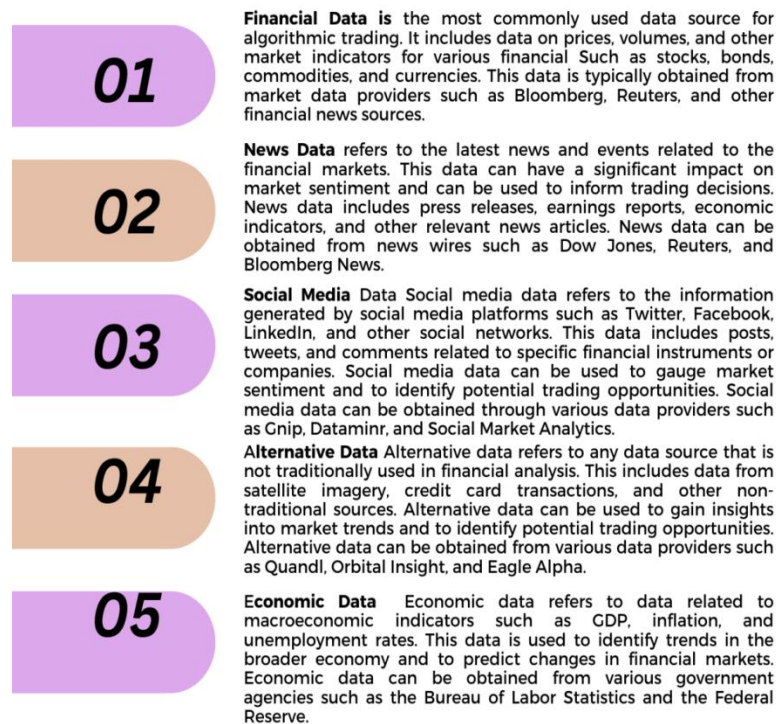 01
Financial Data is the most commonly used data source for
algorithmic trading. It includes data on prices, volumes, and other
market indicators for various financial Such as stocks, bonds,
commodities, and currencies. This data is typically obtained from
market data providers such as Bloomberg, Reuters, and other
financial news sources.
02
News Data refers to the latest news and events related to the
financial markets. This data can have a significant impact on
market sentiment and can be used to inform trading decisions.
News data includes press releases, earnings reports, economic
indicators, and other relevant news articles. News data can be
obtained from news wires such as Dow Jones, Reuters, and
Bloomberg News.
03
Social Media Data Social media data refers to the information
generated by social media platforms such as Twitter, Facebook,
LinkedIn, and other social networks. This data includes posts,
tweets, and comments related to specific financial instruments or
companies. Social media data can be used to gauge market
sentiment and to identify potential trading opportunities. Social
media data can be obtained through various data providers such
as Gnip, Dataminr, and Social Market Analytics.
04
Alternative Data Alternative data refers to any data source that is
not traditionally used in financial analysis. This includes data from
satellite imagery, credit card transactions, and other non-
traditional sources. Alternative data can be used to gain insights
into market trends and to identify potential trading opportunities.
Alternative data can be obtained from various data providers such
as Quandl, Orbital Insight, and Eagle Alpha.
05
Economic Data Economic data refers to data related to
macroeconomic indicators such as GDP, inflation, and
unemployment rates. This data is used to identify trends in the
broader economy and to predict changes in financial markets.
Economic data can be obtained from various government
agencies such as the Bureau of Labor Statistics and the Federal
Reserve.